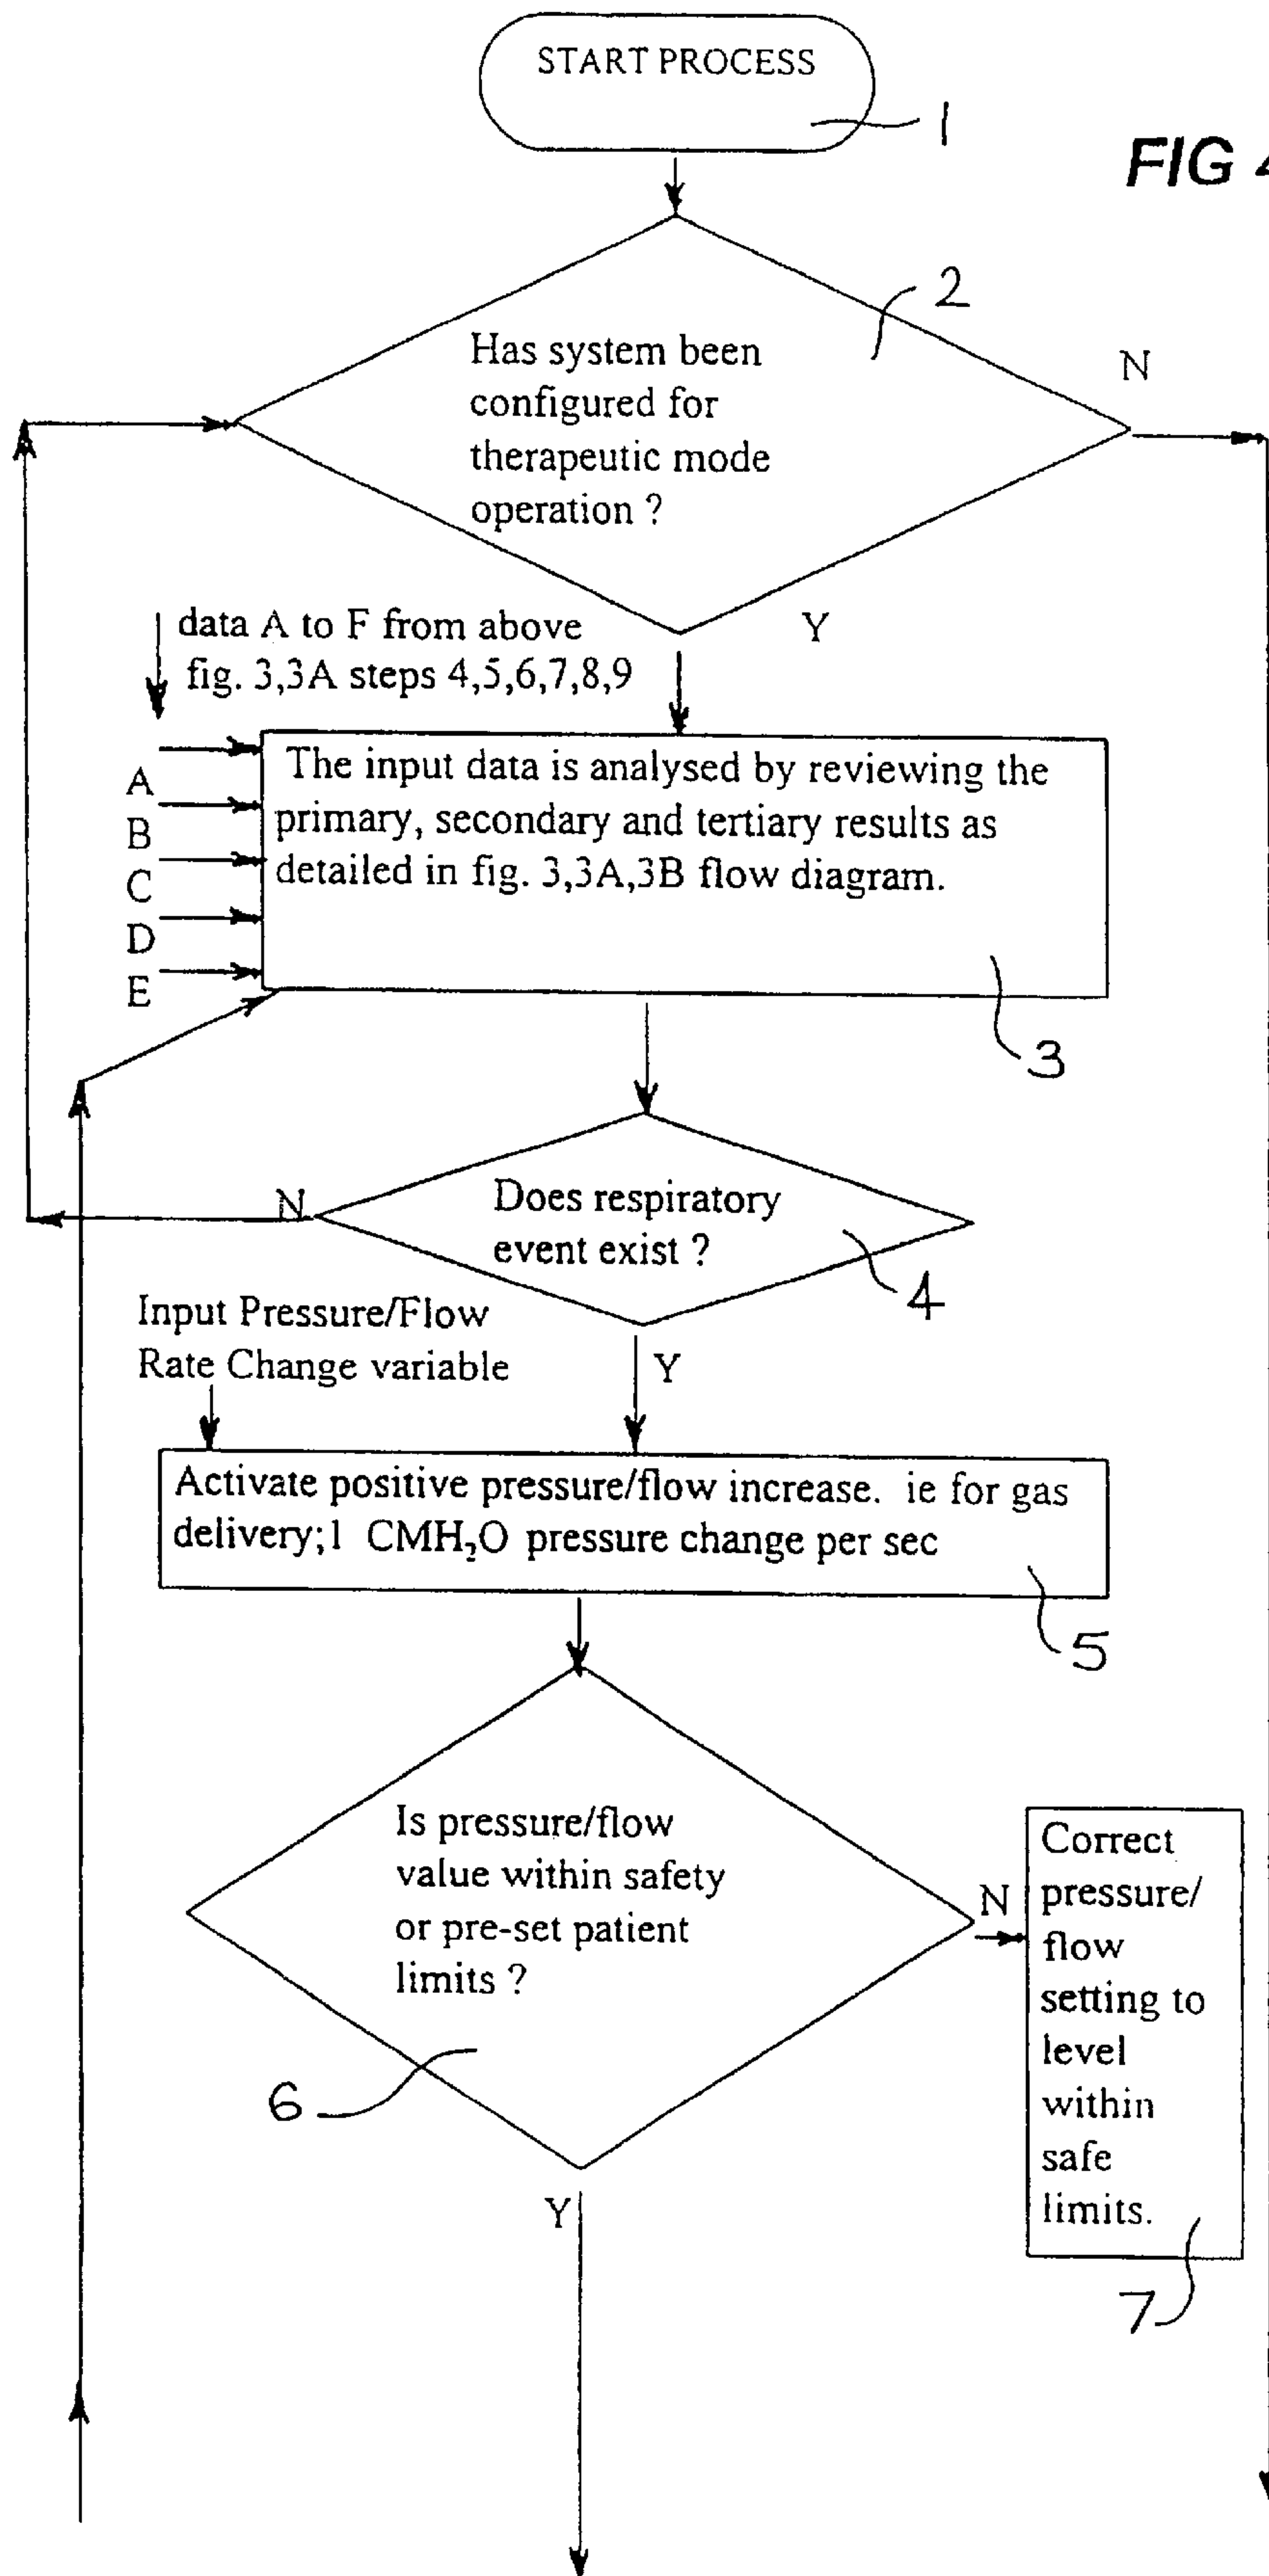 START PROCESS
1
FIG 4
2
Has system been
configured for
therapeutic mode
operation ?
N
Y
data A to F from above
fig. 3,3A steps 4,5,6,7,8,9
The input data is analysed by reviewing the
primary, secondary and tertiary results as
detailed in fig. 3,3A,3B flow diagram.
A
B
C
D
E
3
N
Does respiratory
event exist ?
4
Input Pressure/Flow
Rate Change variable
Y
Activate positive pressure/flow increase. ie for gas
delivery;1 CMH₂O pressure change per sec
5
Is pressure/flow
value within safety
or pre-set patient
limits ?
N
6
Y
Correct
pressure/
flow
setting to
level
within
safe
limits.
7